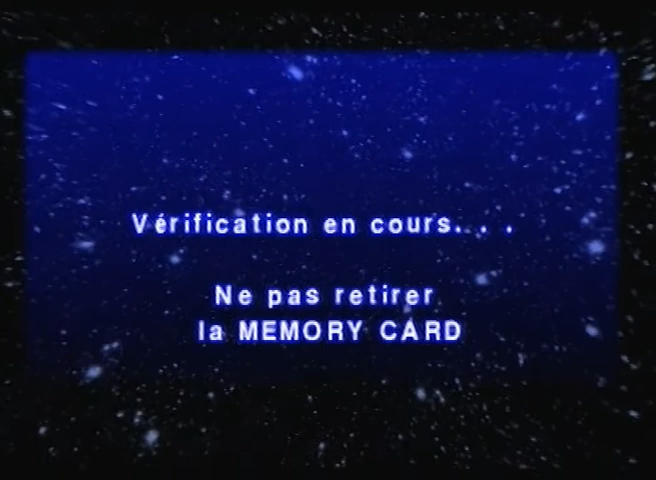 Vérification en cours. . .
Ne pas retirer
la MEMORY CARD